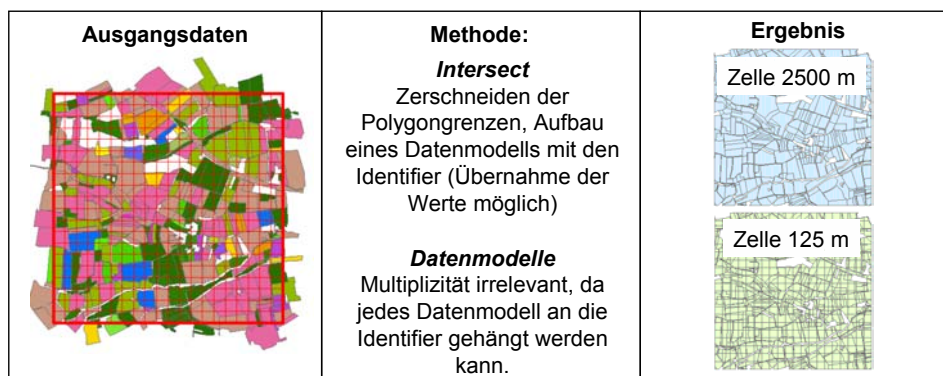 Ausgangsdaten
Methode:
Intersect
Zerschneiden der
Polygongrenzen, Aufbau
eines Datenmodells mit den
Identifier (Übernahme der
Werte möglich)
Datenmodelle
Multiplizität irrelevant, da
jedes Datenmodell an die
Identifier gehängt werden
kann.
Ergebnis
Zelle 2500 m
Zelle 125 m